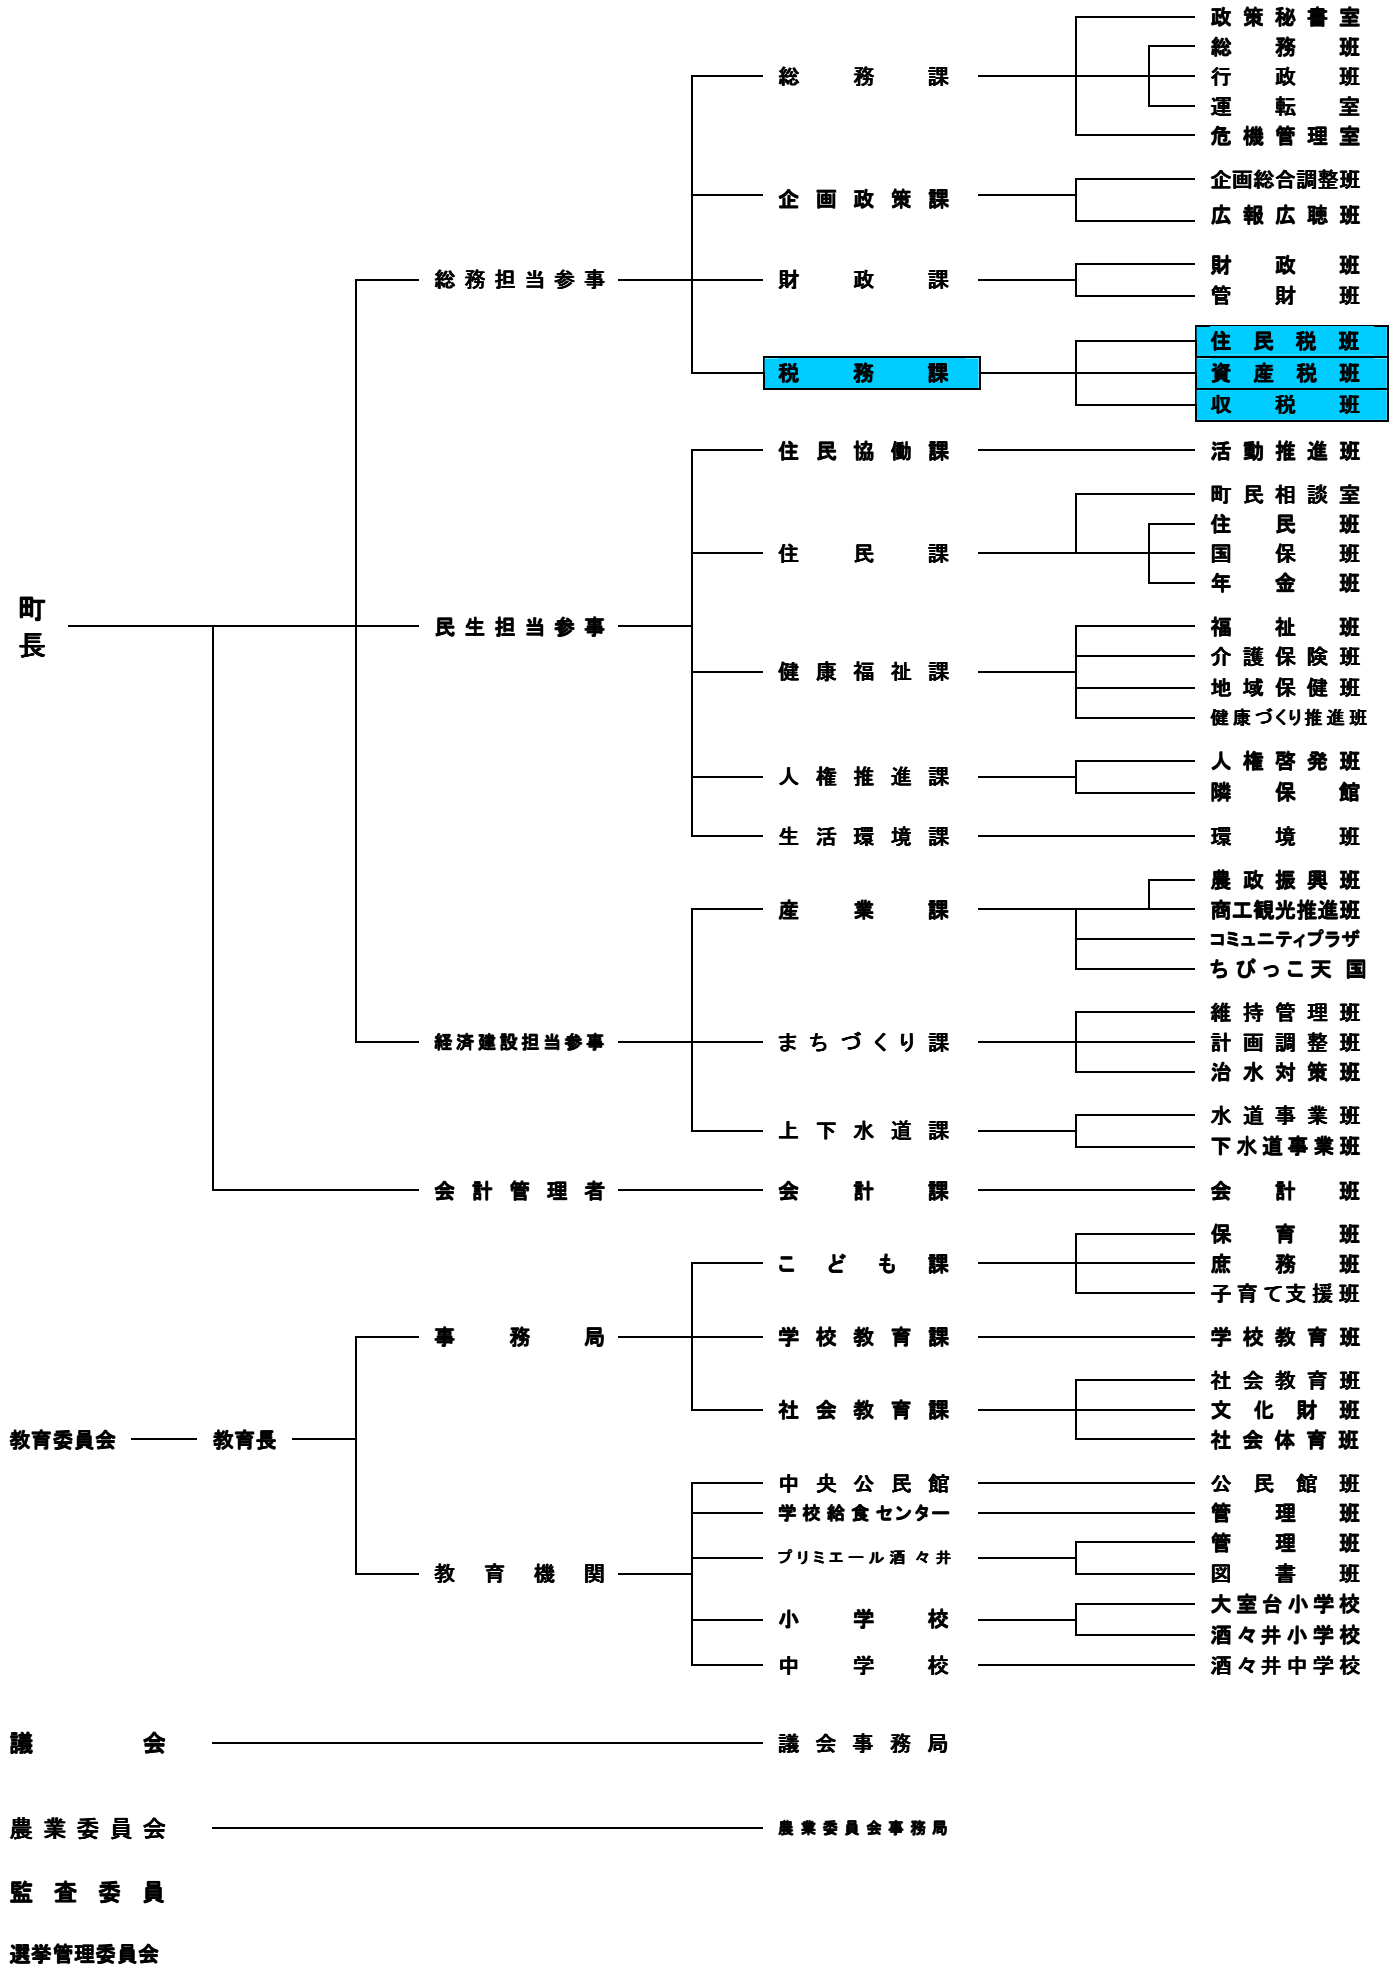 町長
総務担当参事
総務課
政策秘書室
総務班
行政班
運転室
危機管理室
企画政策課
企画総合調整班
広報広聴班
財政課
財政班
管財班
税務課
住民税班
資産税班
収税班
民生担当参事
住民協働課
活動推進班
住民課
町民相談室
住民班
国保班
年金班
健康福祉課
福祉班
介護保険班
地域保健班
健康づくり推進班
人権推進課
人権啓発班
隣保館
生活環境課
環境班
経済建設担当参事
産業課
農政振興班
商工観光推進班
コミュニティプラザ
ちびっこ天国
まちづくり課
維持管理班
計画調整班
治水対策班
上下水道課
水道事業班
下水道事業班
会計管理者
会計課
会計班
教育委員会
教育長
事務局
こども課
保育班
庶務班
子育て支援班
学校教育課
学校教育班
社会教育課
社会教育班
文化財班
社会体育班
教育機関
中央公民館
公民館班
学校給食センター
管理班
プリミエール酒々井
管理班
図書班
小学校
大室台小学校
酒々井小学校
中学校
酒々井中学校
議会
議会事務局
農業委員会
農業委員会事務局
監査委員
選挙管理委員会